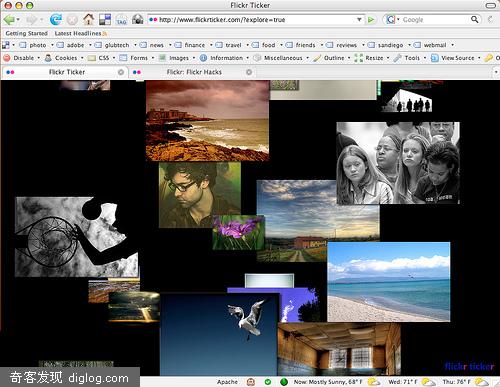 Flickr Ticker
http://www.flickrticker.com/?explore=true
Google
Getting Started Latest Headlines
photo adobe glubtech news finance travel food friends reviews sandiego webmail
Disable Cookies CSS Forms Images Information Miscellaneous Outline Resize Tools View Source
Flickr Ticker Flickr: Flickr Hacks
flickr ticker
奇客发现 diglog.com
Apache Now: Mostly Sunny, 68° F Wed: 71° F Thu: 76° F